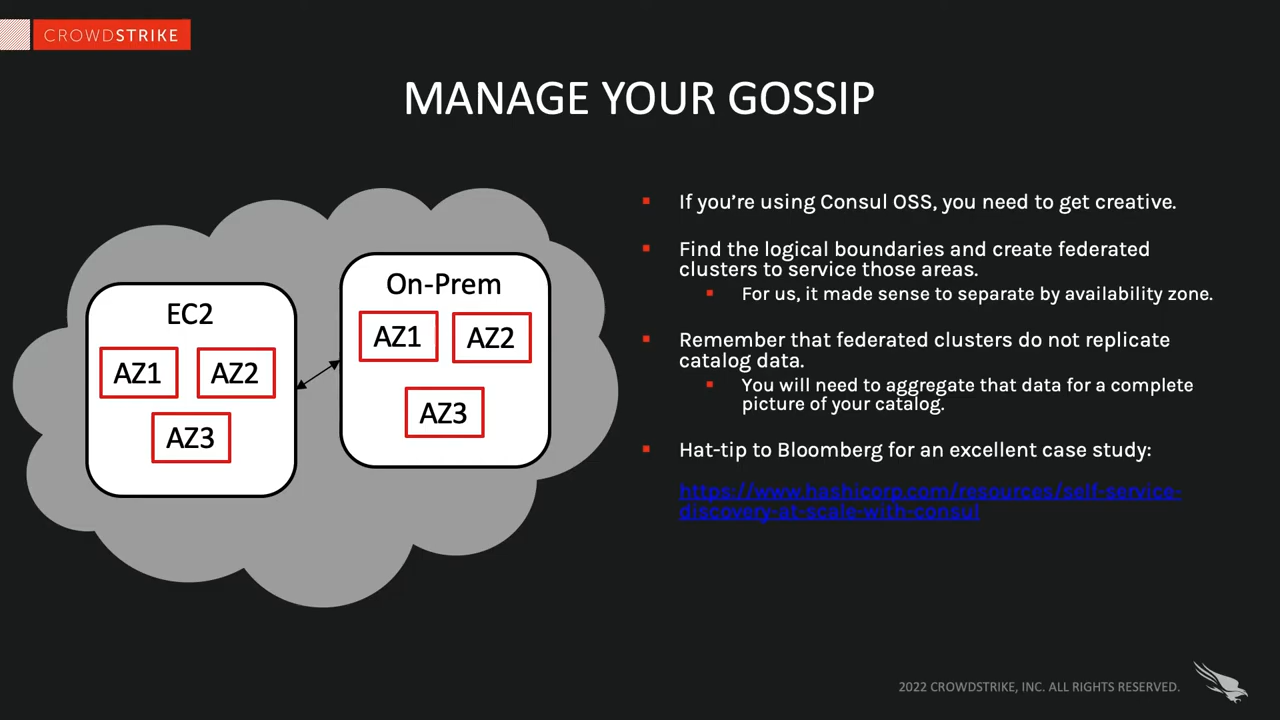 CROWDSTRIKE
MANAGE YOUR GOSSIP
EC2
AZ1
AZ2
AZ3
On-Prem
AZ1
AZ2
AZ3
If you're using Consul OSS, you need to get creative.
Find the logical boundaries and create federated
clusters to service those areas.
For us, it made sense to separate by availability zone.
Remember that federated clusters do not replicate
catalog data.
You will need to aggregate that data for a complete
picture of your catalog.
Hat-tip to Bloomberg for an excellent case study:
https://www.hashicorp.com/resources/self-service-
discovery-at-scale-with-consul
2022 CROWDSTRIKE, INC. ALL RIGHTS RESERVED.